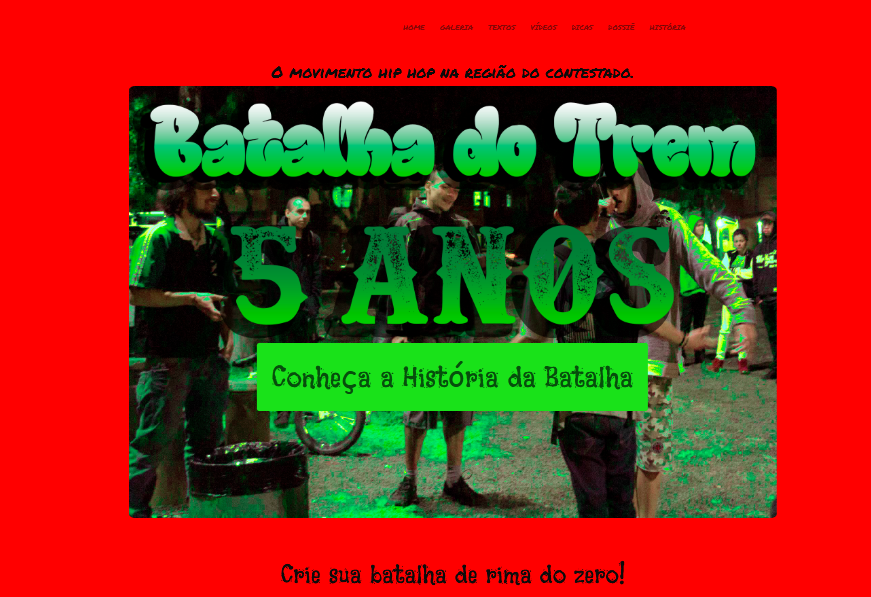 HOME GALERIA TEXTOS VÍDEOS DICAS DOSSIÊ HISTÓRIA
O MOVIMENTO HIP HOP NA REGIÃO DO CONTESTADO.
Batalha do Trem
5 ANOS
Conheça a História da Batalha
Crie sua batalha de rima do zero!